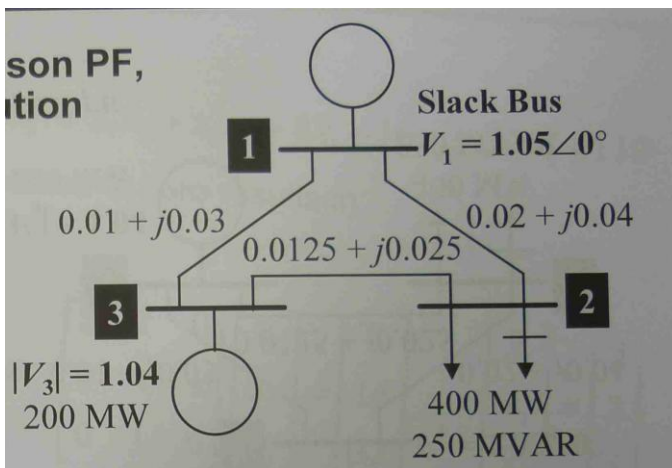 son PF,
ution
Slack Bus
1
V₁ = 1.05∠0°
0.01 + j0.03
0.02 + j0.04
0.0125 + j0.025
3
2
|V₃| = 1.04
200 MW
400 MW
250 MVAR